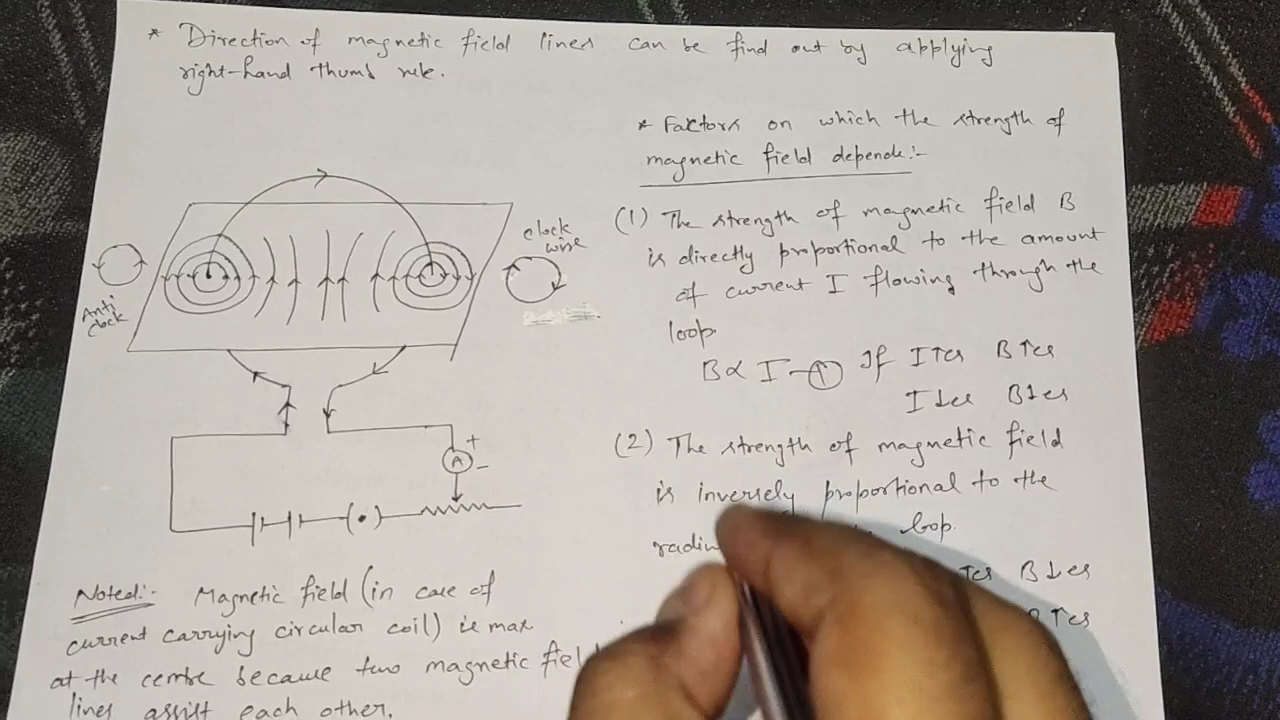 * Direction of magnetic field lines can be find out by applying
right-hand thumb rule.
* Factors on which the strength of
magnetic field depends:-
(1) The strength of magnetic field B
is directly proportional to the amount
of current I flowing through the
loop.
B ∝ I —① If I↑es B↑es
I↓es B↓es
(2) The strength of magnetic field
is inversely proportional to the
loop.
B↓es
↑es
clock
wise
Anti
clock
+
A
-
Noted:- Magnetic field (in case of
current carrying circular coil) is max
at the centre because two magnetic
lines assist each other.